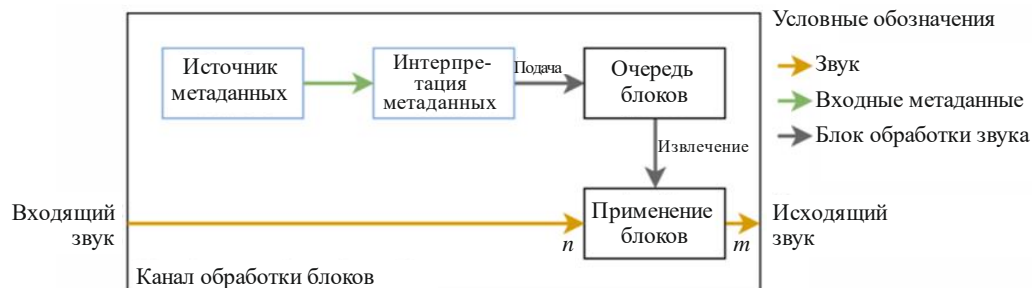 Условные обозначения
Источник
метаданных
Интерпре-
тация
метаданных
Подача
Очередь
блоков
Звук
Входные метаданные
Блок обработки звука
Извлечение
Входящий
звук
n
Применение
блоков
m
Исходящий
звук
Канал обработки блоков